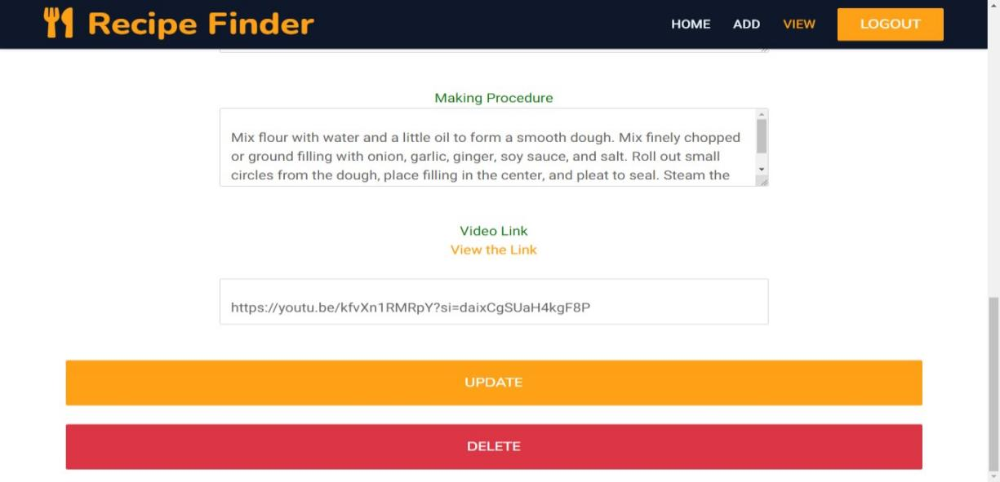 Recipe Finder
HOME ADD VIEW LOGOUT
Making Procedure
Mix flour with water and a little oil to form a smooth dough. Mix finely chopped
or ground filling with onion, garlic, ginger, soy sauce, and salt. Roll out small
circles from the dough, place filling in the center, and pleat to seal. Steam the
Video Link
View the Link
https://youtu.be/kfvXn1RMRpY?si=daixCgSUaH4kgF8P
UPDATE
DELETE